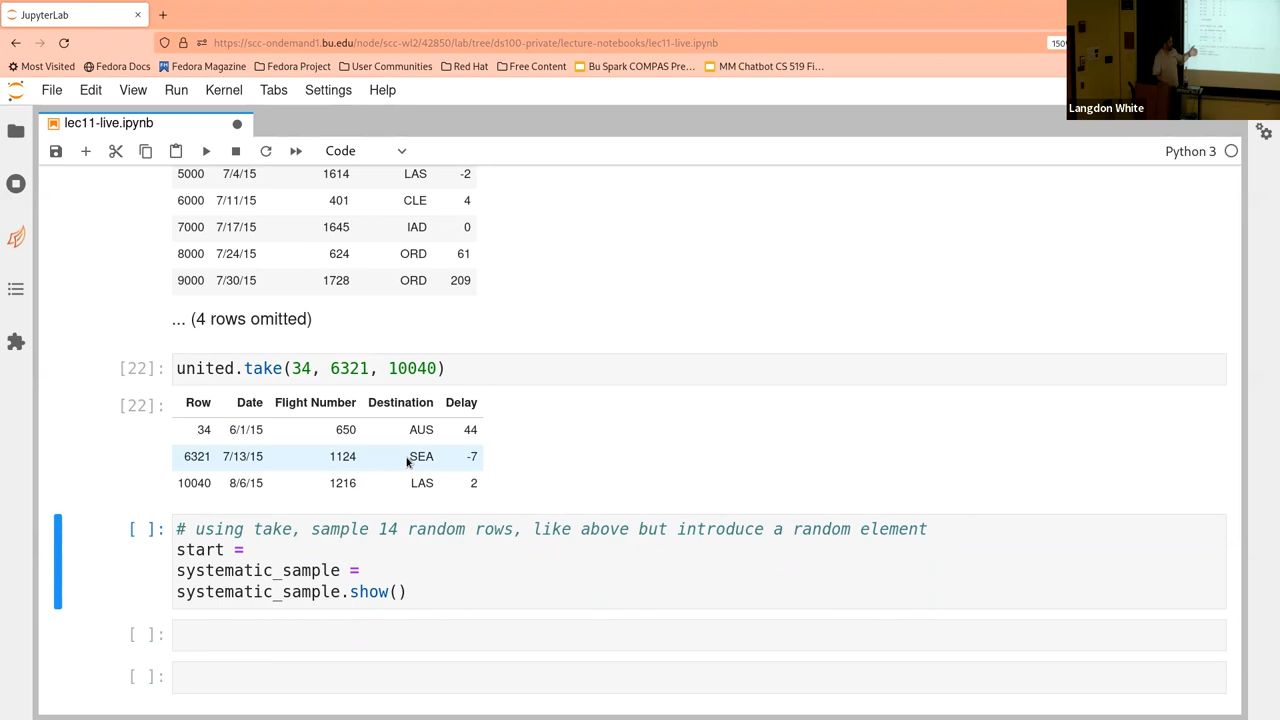 JupyterLab
https://scc-ondemand1.bu.edu/node/scc-wl2/42850/lab/tree/ds100-private/lecture-notebooks/lec11-live.ipynb
150%
Most Visited Fedora Docs Fedora Magazine Fedora Project User Communities Red Hat Free Content Bu Spark COMPAS Pre... MM Chatbot CS 519 Fi...
Langdon White
File Edit View Run Kernel Tabs Settings Help
lec11-live.ipynb
Code
Python 3
5000 7/4/15 1614 LAS -2
6000 7/11/15 401 CLE 4
7000 7/17/15 1645 IAD 0
8000 7/24/15 624 ORD 61
9000 7/30/15 1728 ORD 209
... (4 rows omitted)
[22]: united.take(34, 6321, 10040)
[22]: Row Date Flight Number Destination Delay
34 6/1/15 650 AUS 44
6321 7/13/15 1124 SEA -7
10040 8/6/15 1216 LAS 2
[ ]: # using take, sample 14 random rows, like above but introduce a random element
start =
systematic_sample =
systematic_sample.show()
[ ]:
[ ]: